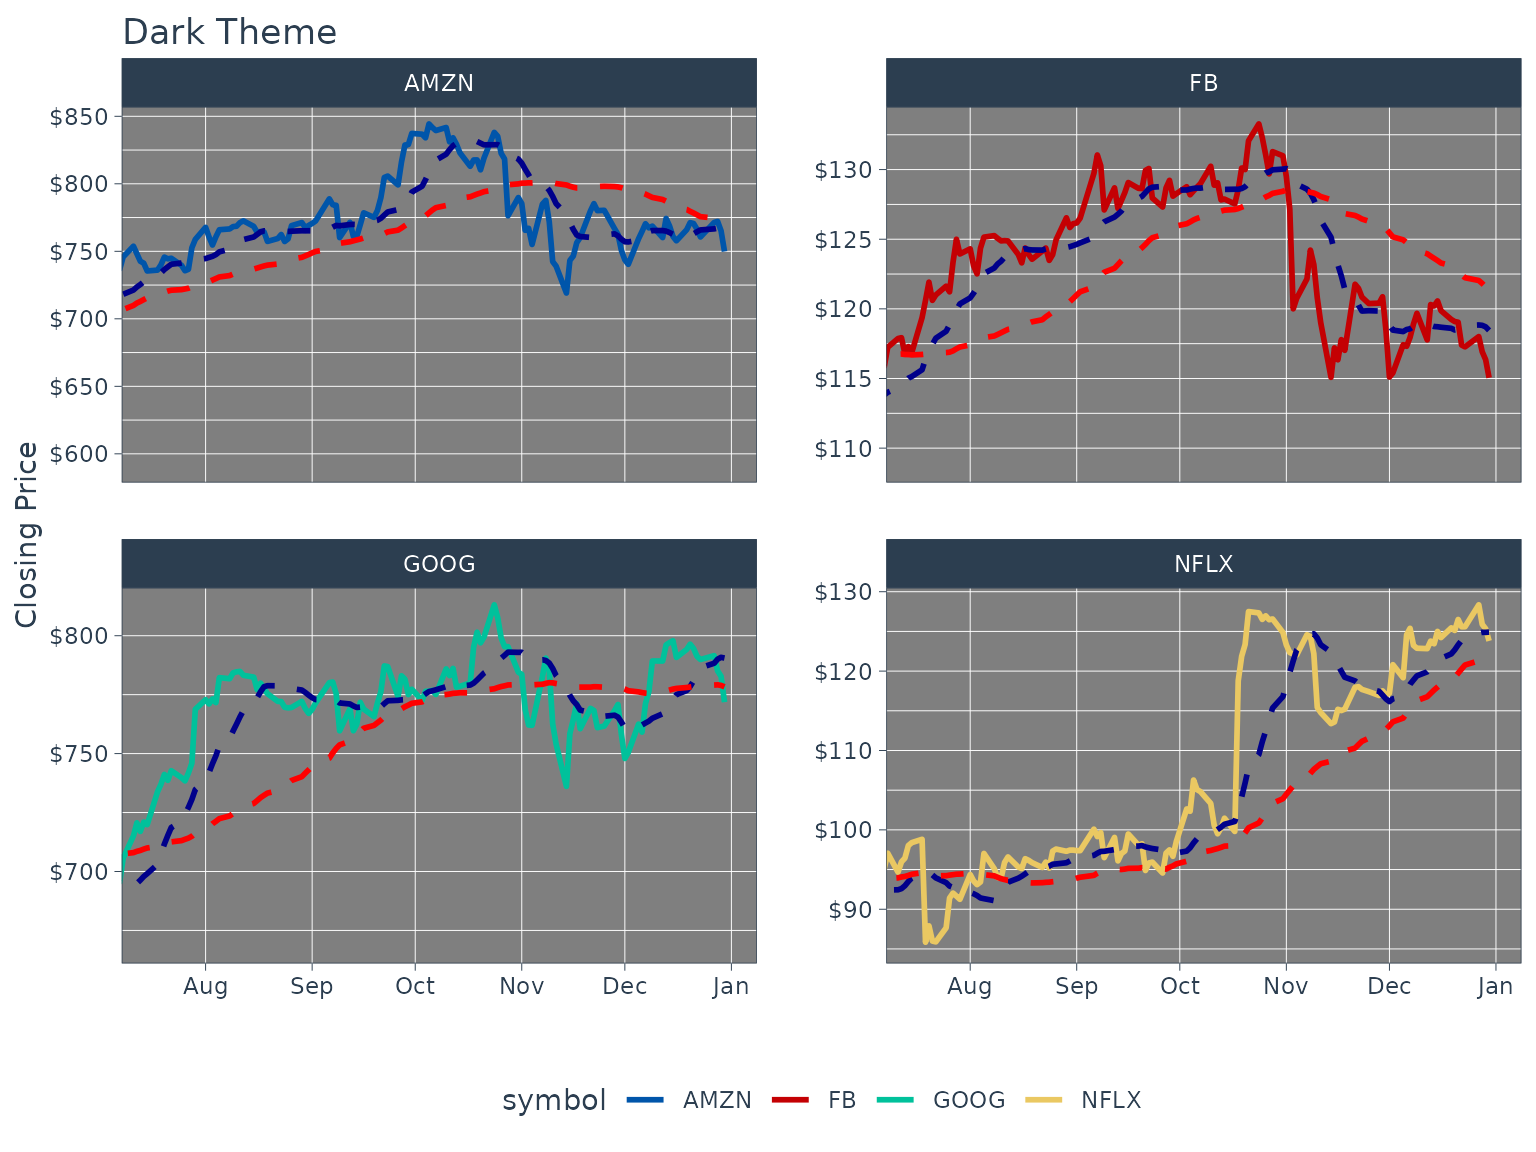 Dark Theme
AMZN
FB
$850
$800
$750
$700
$650
$600
$130
$125
$120
$115
$110
Closing Price
GOOG
NFLX
$800
$750
$700
$130
$120
$110
$100
$90
Aug Sep Oct Nov Dec Jan
Aug Sep Oct Nov Dec Jan
symbol AMZN FB GOOG NFLX